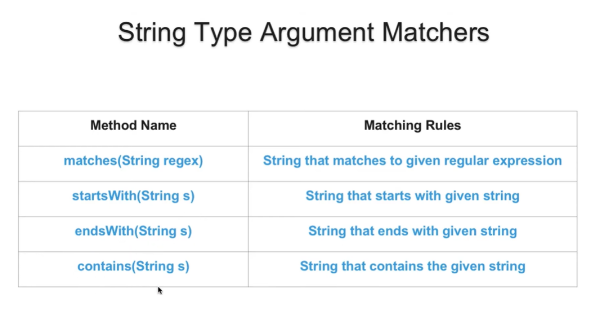 String Type Argument Matchers
Method Name
Matching Rules
matches(String regex)
String that matches to given regular expression
startsWith(String s)
String that starts with given string
endsWith(String s)
String that ends with given string
contains(String s)
String that contains the given string